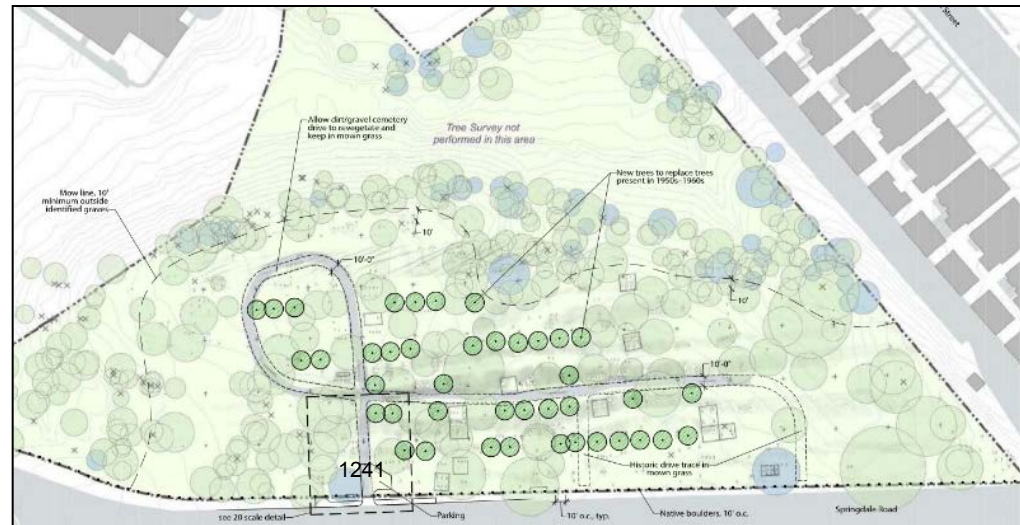 Street
Allow dirt/gravel cemetery
drive to revegetate and
keep in mown grass
Tree Survey not
performed in this area
New trees to replace trees
present in 1950s-1960s
Mow line, 10'
minimum outside
identified graves
10'
10'-0"
10'
10'-0"
Historic drive trace in
mown grass
1241
see 20 scale detail
Parking
10' o.c., typ.
Native boulders, 10' o.c.
Springdale Road